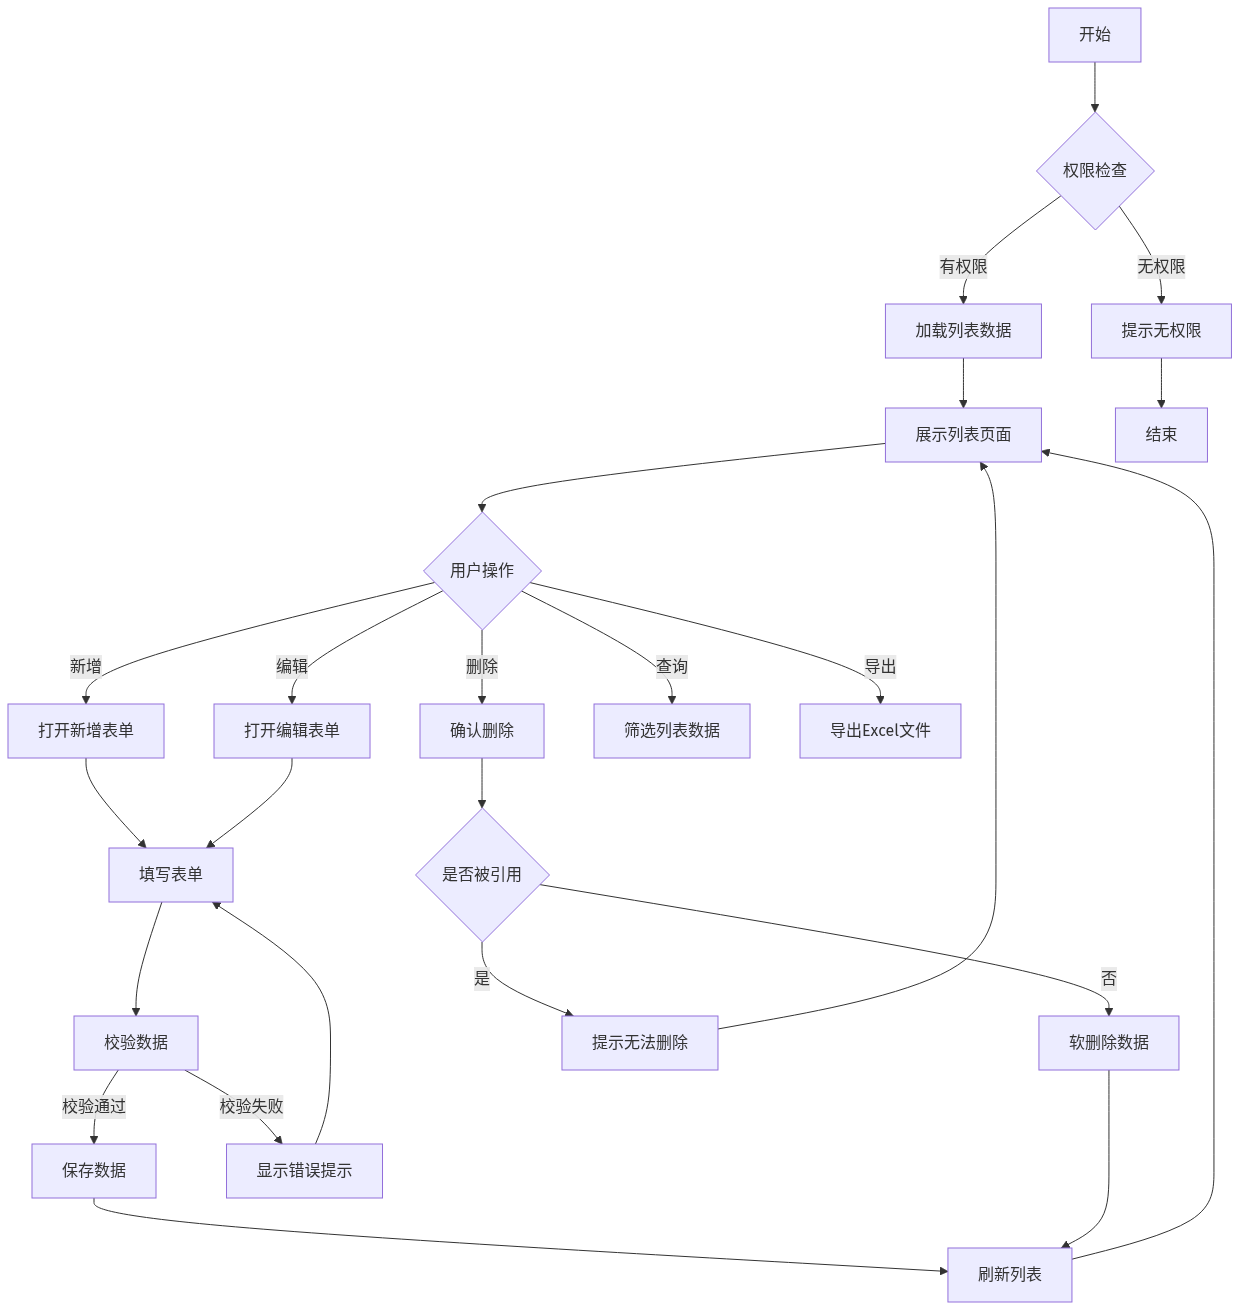 开始
权限检查
有权限
无权限
加载列表数据
提示无权限
展示列表页面
结束
用户操作
新增
编辑
删除
查询
导出
打开新增表单
打开编辑表单
确认删除
筛选列表数据
导出Excel文件
填写表单
是否被引用
是
否
校验数据
提示无法删除
软删除数据
校验通过
校验失败
保存数据
显示错误提示
刷新列表